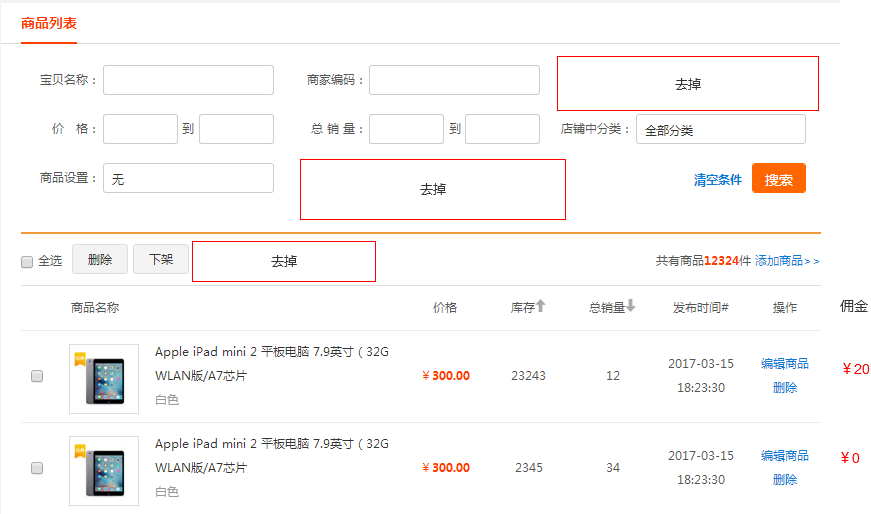 商品列表
宝贝名称： 商家编码： 去掉
价 格： 到 总 销 量： 到 店铺中分类： 全部分类
商品设置： 无 去掉 清空条件 搜索
全选 删除 下架 去掉 共有商品12324件 添加商品>>
商品名称 价格 库存 总销量 发布时间# 操作 佣金
Apple iPad mini 2 平板电脑 7.9英寸（32G
WLAN版/A7芯片
白色
￥300.00 23243 12
2017-03-15
18:23:30
编辑商品
删除
￥20
Apple iPad mini 2 平板电脑 7.9英寸（32G
WLAN版/A7芯片
白色
￥300.00 2345 34
2017-03-15
18:23:30
编辑商品
删除
￥0